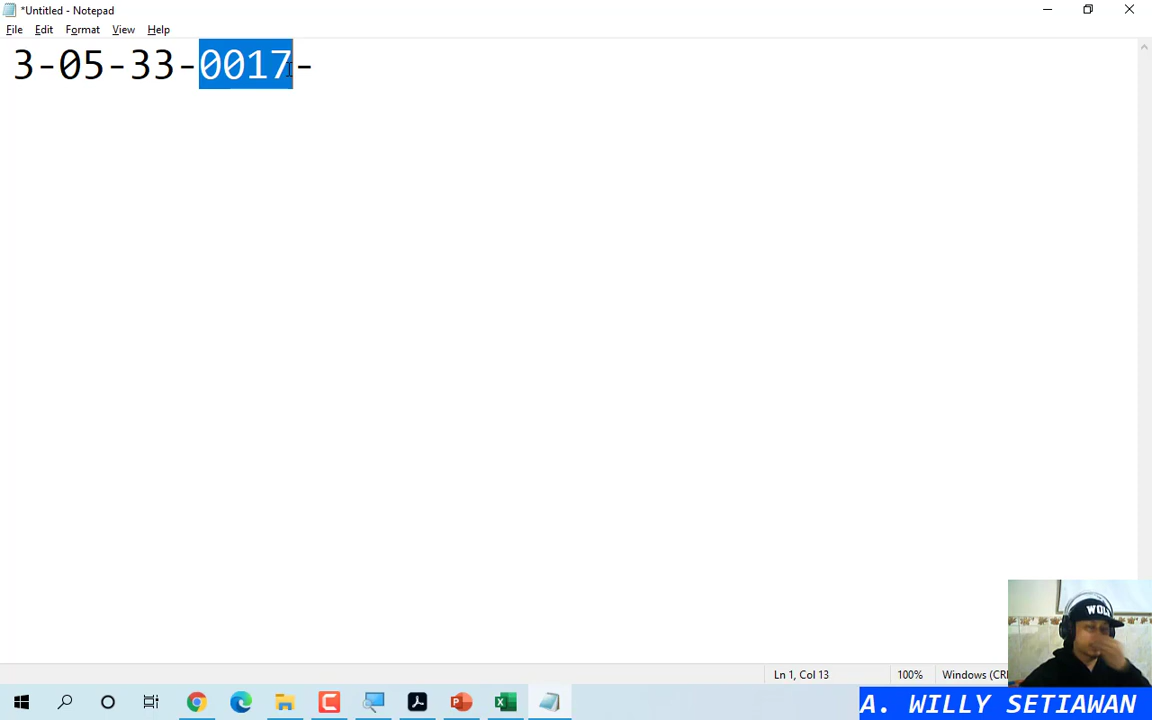 *Untitled - Notepad
File Edit Format View Help
3-05-33-0017-
Ln 1, Col 13 100% Windows (CR
A. WILLY SETIAWAN